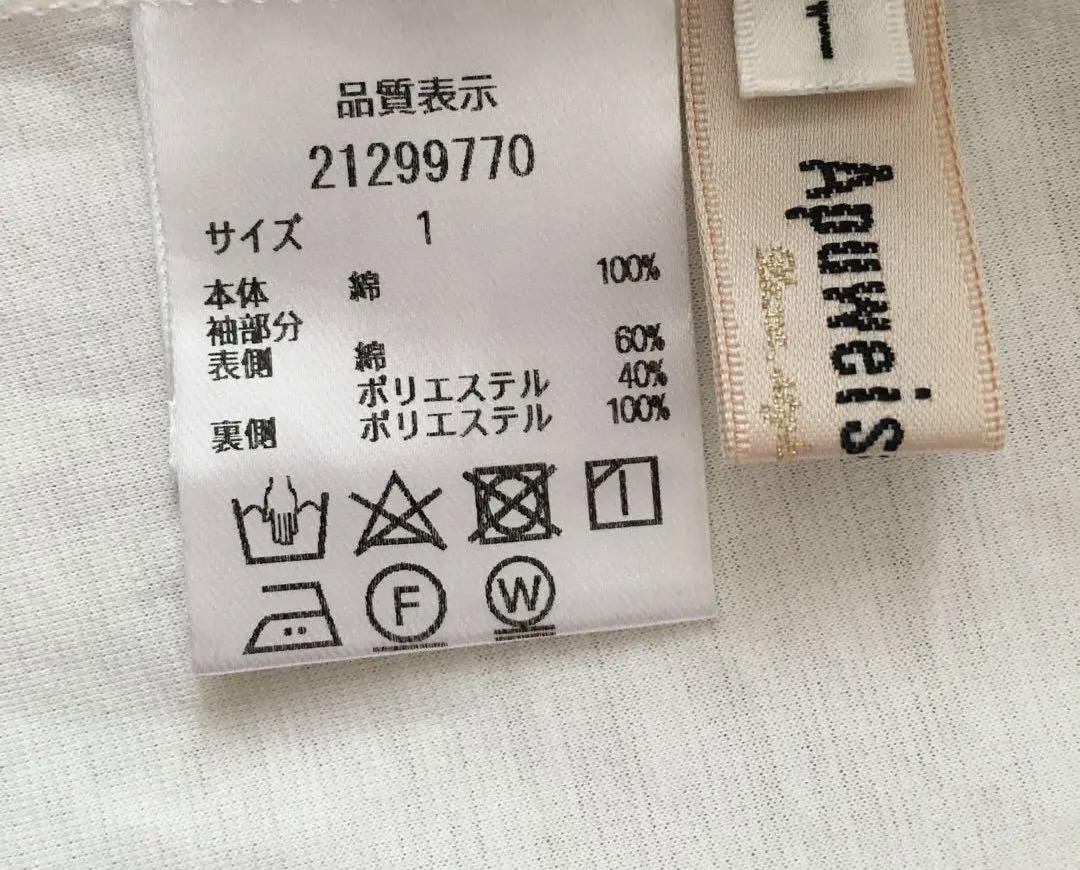 品質表示
21299770
サイズ 1
本体 綿 100%
袖部分
表側 綿 60%
ポリエステル 40%
裏側 ポリエステル 100%
F
W
Apuweis